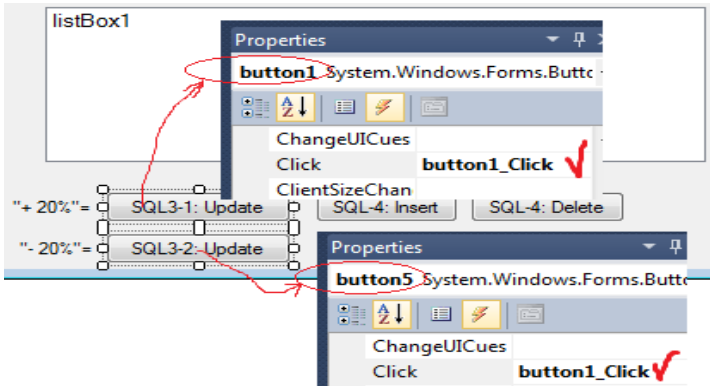 listBox1
Properties
button1 System.Windows.Forms.Butto
ChangeUICues
Click button1_Click
ClientSizeChan
"+ 20%"= SQL3-1: Update SQL-4: Insert SQL-4: Delete
"- 20%"= SQL3-2: Update
Properties
button5 System.Windows.Forms.Butto
ChangeUICues
Click button1_Click